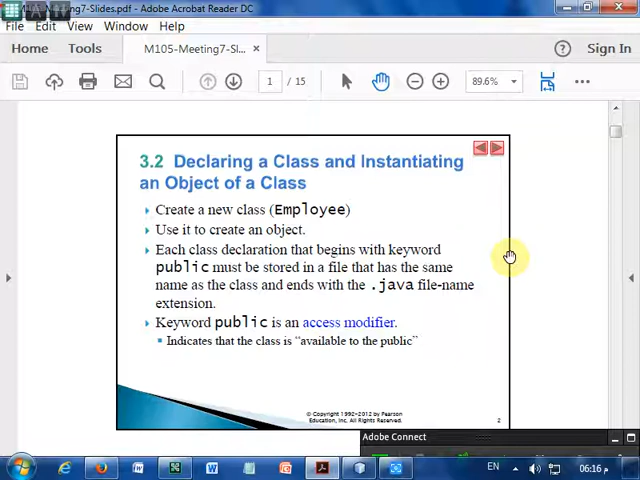 M105-Meeting7-Slides.pdf - Adobe Acrobat Reader DC
File Edit View Window Help
Home Tools M105-Meeting7-Sl... × Sign In
1 / 15 89.6%
3.2 Declaring a Class and Instantiating
an Object of a Class
Create a new class (Employee)
Use it to create an object.
Each class declaration that begins with keyword
public must be stored in a file that has the same
name as the class and ends with the .java file-name
extension.
Keyword public is an access modifier.
Indicates that the class is “available to the public”
© Copyright 1992-2012 by Pearson
Education, Inc. All Rights Reserved.
2
Adobe Connect
EN 06:16 م